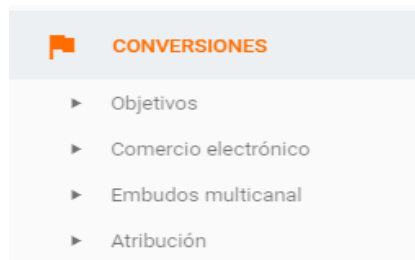 CONVERSIONES
Objetivos
Comercio electrónico
Embudos multicanal
Atribución